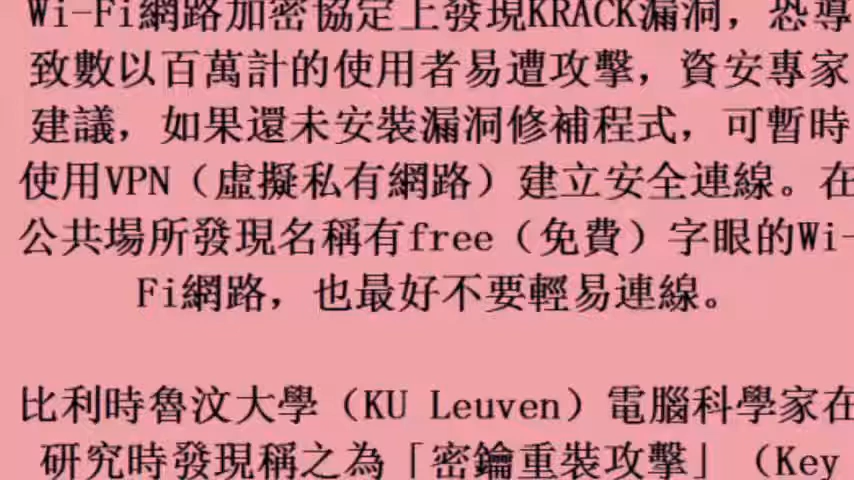 Wi-Fi網路加密協定上發現KRACK漏洞，恐導
致數以百萬計的使用者易遭攻擊，資安專家
建議，如果還未安裝漏洞修補程式，可暫時
使用VPN（虛擬私有網路）建立安全連線。在
公共場所發現名稱有free（免費）字眼的Wi-
Fi網路，也最好不要輕易連線。
比利時魯汶大學（KU Leuven）電腦科學家在
研究時發現稱之為「密鑰重裝攻擊」（Key